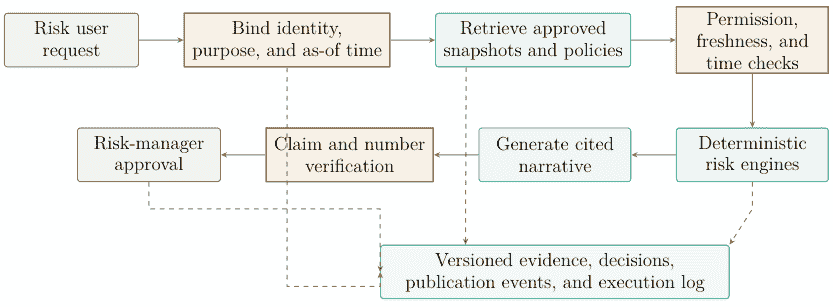 Risk user
request
Bind identity,
purpose, and as-of time
Retrieve approved
snapshots and policies
Permission,
freshness, and
time checks
Deterministic
risk engines
Generate cited
narrative
Claim and number
verification
Risk-manager
approval
Versioned evidence, decisions,
publication events, and execution log